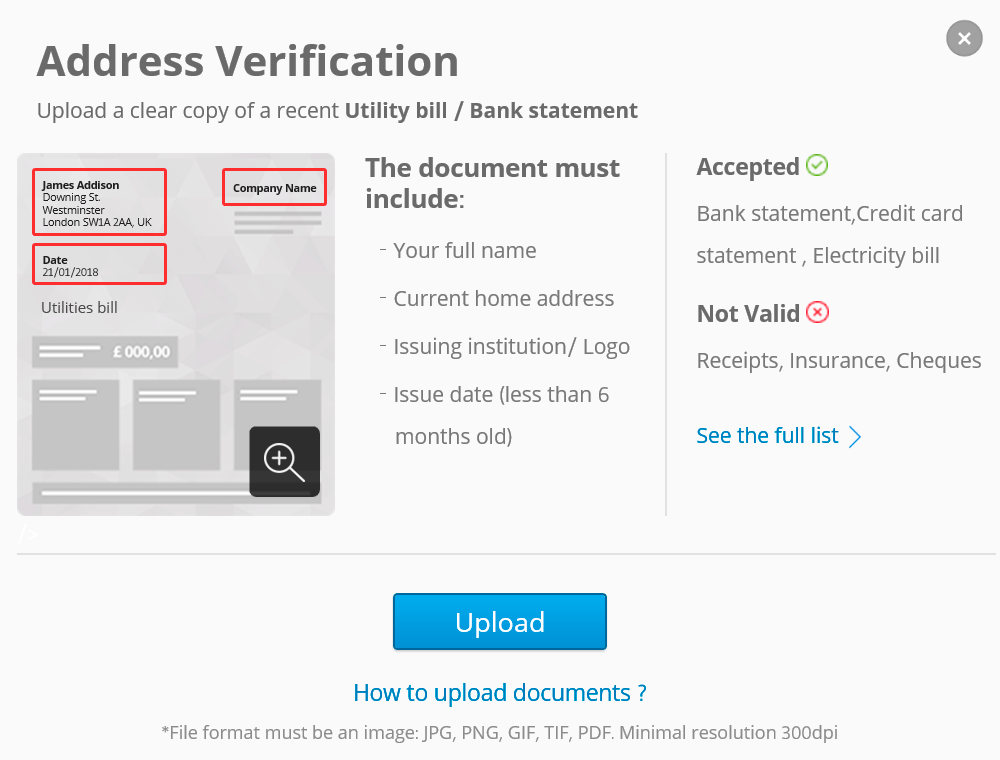 Address Verification
Upload a clear copy of a recent Utility bill / Bank statement
James Addison
Downing St.
Westminster
London SW1A 2AA, UK
Company Name
Date
21/01/2018
Utilities bill
£ 000,00
The document must
include:
- Your full name
- Current home address
- Issuing institution/ Logo
- Issue date (less than 6
months old)
Accepted
Bank statement,Credit card
statement , Electricity bill
Not Valid
Receipts, Insurance, Cheques
See the full list
/>
Upload
How to upload documents ?
*File format must be an image: JPG, PNG, GIF, TIF, PDF. Minimal resolution 300dpi